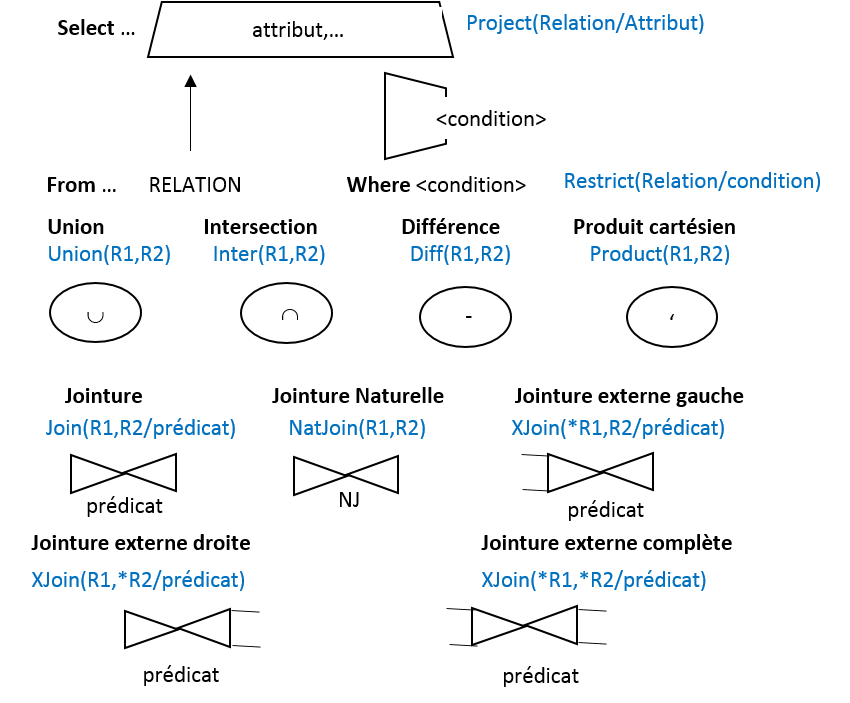 Select ... attribut,... Project(Relation/Attribut)
<condition>
From ... RELATION Where <condition> Restrict(Relation/condition)
Union Intersection Différence Produit cartésien
Union(R1,R2) Inter(R1,R2) Diff(R1,R2) Product(R1,R2)
∪ ∩ - ،
Jointure Jointure Naturelle Jointure externe gauche
Join(R1,R2/prédicat) NatJoin(R1,R2) XJoin(*R1,R2/prédicat)
prédicat NJ prédicat
Jointure externe droite Jointure externe complète
XJoin(R1,*R2/prédicat) XJoin(*R1,*R2/prédicat)
prédicat prédicat